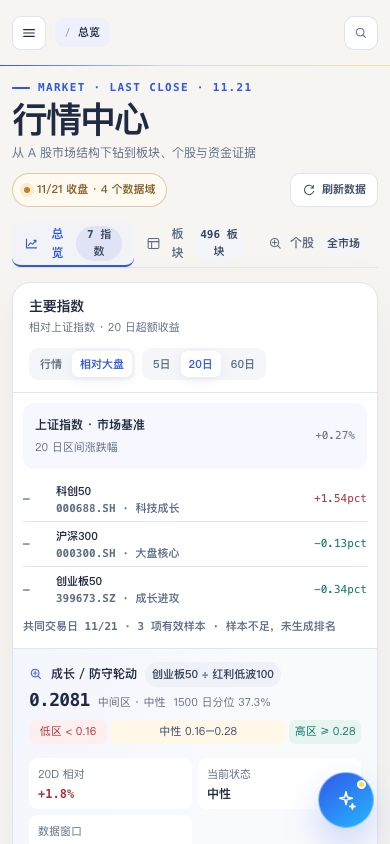 / 总览
MARKET · LAST CLOSE · 11.21
行情中心
从 A 股市场结构下钻到板块、个股与资金证据
11/21 收盘 · 4 个数据域
刷新数据
总览 7 指数
板块 496 板块
个股 全市场
主要指数
相对上证指数 · 20 日超额收益
行情 相对大盘 5日 20日 60日
上证指数 · 市场基准
20 日区间涨跌幅
+0.27%
— 科创50 +1.54pct
000688.SH · 科技成长
— 沪深300 −0.13pct
000300.SH · 大盘核心
— 创业板50 −0.34pct
399673.SZ · 成长进攻
共同交易日 11/21 · 3 项有效样本 · 样本不足，未生成排名
成长 / 防守轮动 创业板50 ÷ 红利低波100
0.2081 中间区 · 中性 1500 日分位 37.3%
低区 < 0.16 中性 0.16—0.28 高区 ≥ 0.28
20D 相对
+1.8%
当前状态
中性
数据窗口